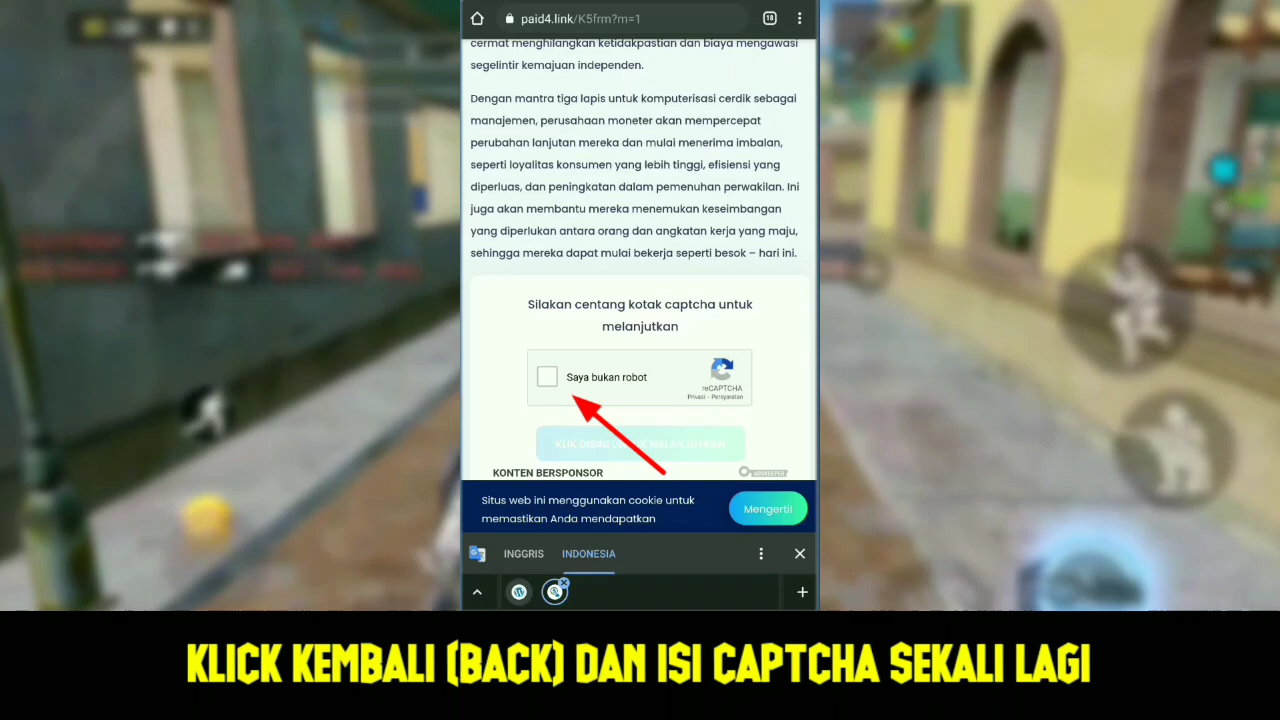 paid4.link/K5frm?m=1
18
cermat menghilangkan ketidakpastian dan biaya mengawasi
segelintir kemajuan independen.
Dengan mantra tiga lapis untuk komputerisasi cerdik sebagai
manajemen, perusahaan moneter akan mempercepat
perubahan lanjutan mereka dan mulai menerima imbalan,
seperti loyalitas konsumen yang lebih tinggi, efisiensi yang
diperluas, dan peningkatan dalam pemenuhan perwakilan. Ini
juga akan membantu mereka menemukan keseimbangan
yang diperlukan antara orang dan angkatan kerja yang maju,
sehingga mereka dapat mulai bekerja seperti besok – hari ini.
Silakan centang kotak captcha untuk
melanjutkan
Saya bukan robot
reCAPTCHA
Privasi - Persyaratan
KLIK DISINI UNTUK MELANJUTKAN
KONTEN BERSPONSOR
Situs web ini menggunakan cookie untuk
memastikan Anda mendapatkan
Mengerti!
INGGRIS INDONESIA
KLICK KEMBALI (BACK) DAN ISI CAPTCHA SEKALI LAGI